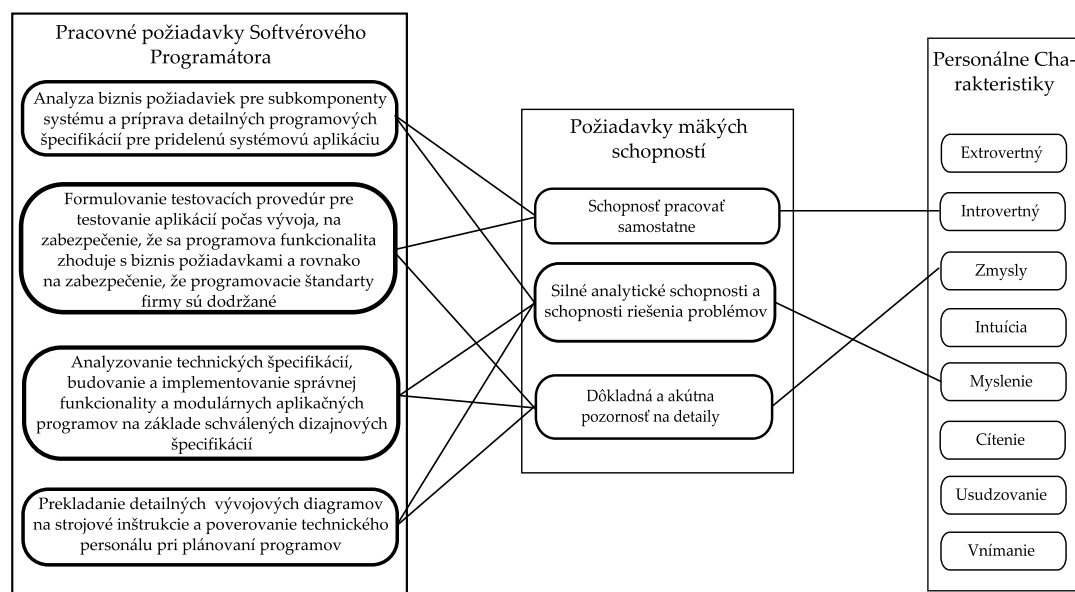 Pracovné požiadavky Softvérového
Programátora
Analyza biznis požiadaviek pre subkomponenty
systému a príprava detailných programových
špecifikácií pre pridelenú systémovú aplikáciu
Formulovanie testovacích provedúr pre
testovanie aplikácií počas vývoja, na
zabezpečenie, že sa programova funkcionalita
zhoduje s biznis požiadavkami a rovnako
na zabezpečenie, že programovacie štandarty
firmy sú dodržané
Analyzovanie technických špecifikácií,
budovanie a implementovanie správnej
funkcionality a modulárnych aplikačných
programov na základe schválených dizajnových
špecifikácií
Prekladanie detailných vývojových diagramov
na strojové inštrukcie a poverovanie technického
personálu pri plánovaní programov
Požiadavky mäkých
schopností
Schopnosť pracovať
samostatne
Silné analytické schopnosti a
schopnosti riešenia problémov
Dôkladná a akútna
pozornosť na detaily
Personálne Cha-
rakteristiky
Extrovertný
Introvertný
Zmysly
Intuícia
Myslenie
Cítenie
Usudzovanie
Vnímanie